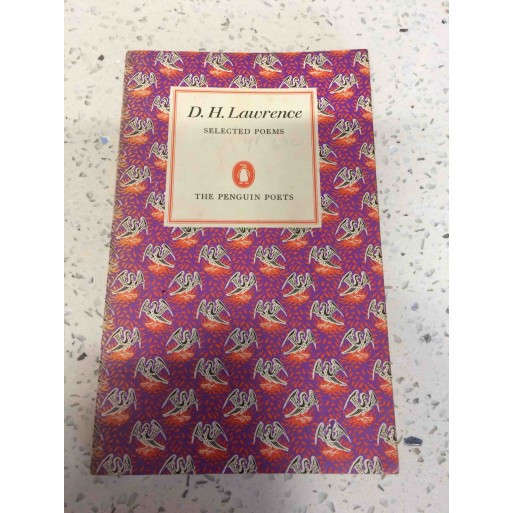 D. H. Lawrence
SELECTED POEMS
THE PENGUIN POETS